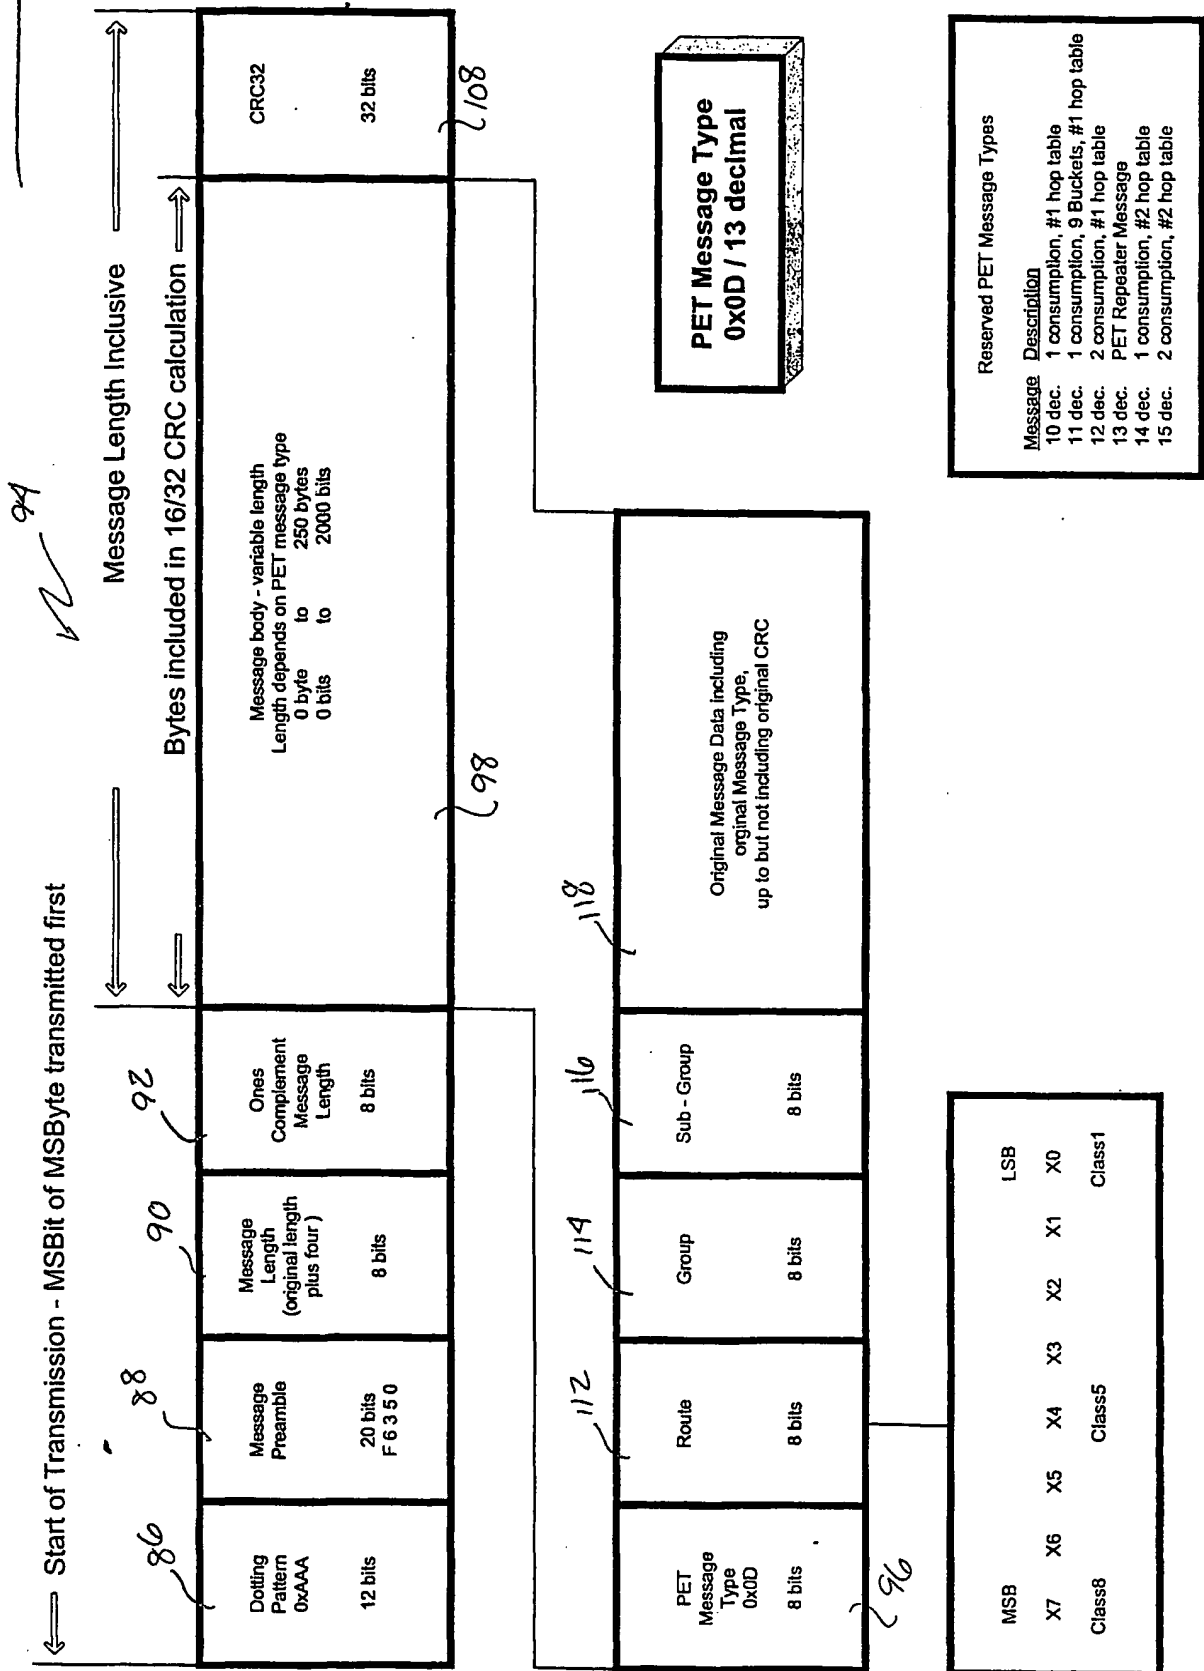 94
Start of Transmission - MSBit of MSByte transmitted first
Message Length Inclusive
Bytes included in 16/32 CRC calculation
86
88
90
92
Dotting
Pattern
0xAAA
12 bits
Message
Preamble
20 bits
F 6 3 5 0
Message
Length
(original length
plus four )
8 bits
Ones
Complement
Message
Length
8 bits
Message body - variable length
Length depends on PET message type
0 byte to 250 bytes
0 bits to 2000 bits
98
CRC32
32 bits
108
112
114
116
118
PET
Message
Type
0x0D
8 bits
96
Route
8 bits
Group
8 bits
Sub - Group
8 bits
Original Message Data including
orginal Message Type,
up to but not including original CRC
PET Message Type
0x0D / 13 decimal
MSB LSB
X7 X6 X5 X4 X3 X2 X1 X0
Class8 Class5 Class1
Reserved PET Message Types
Message Description
10 dec. 1 consumption, #1 hop table
11 dec. 1 consumption, 9 Buckets, #1 hop table
12 dec. 2 consumption, #1 hop table
13 dec. PET Repeater Message
14 dec. 1 consumption, #2 hop table
15 dec. 2 consumption, #2 hop table